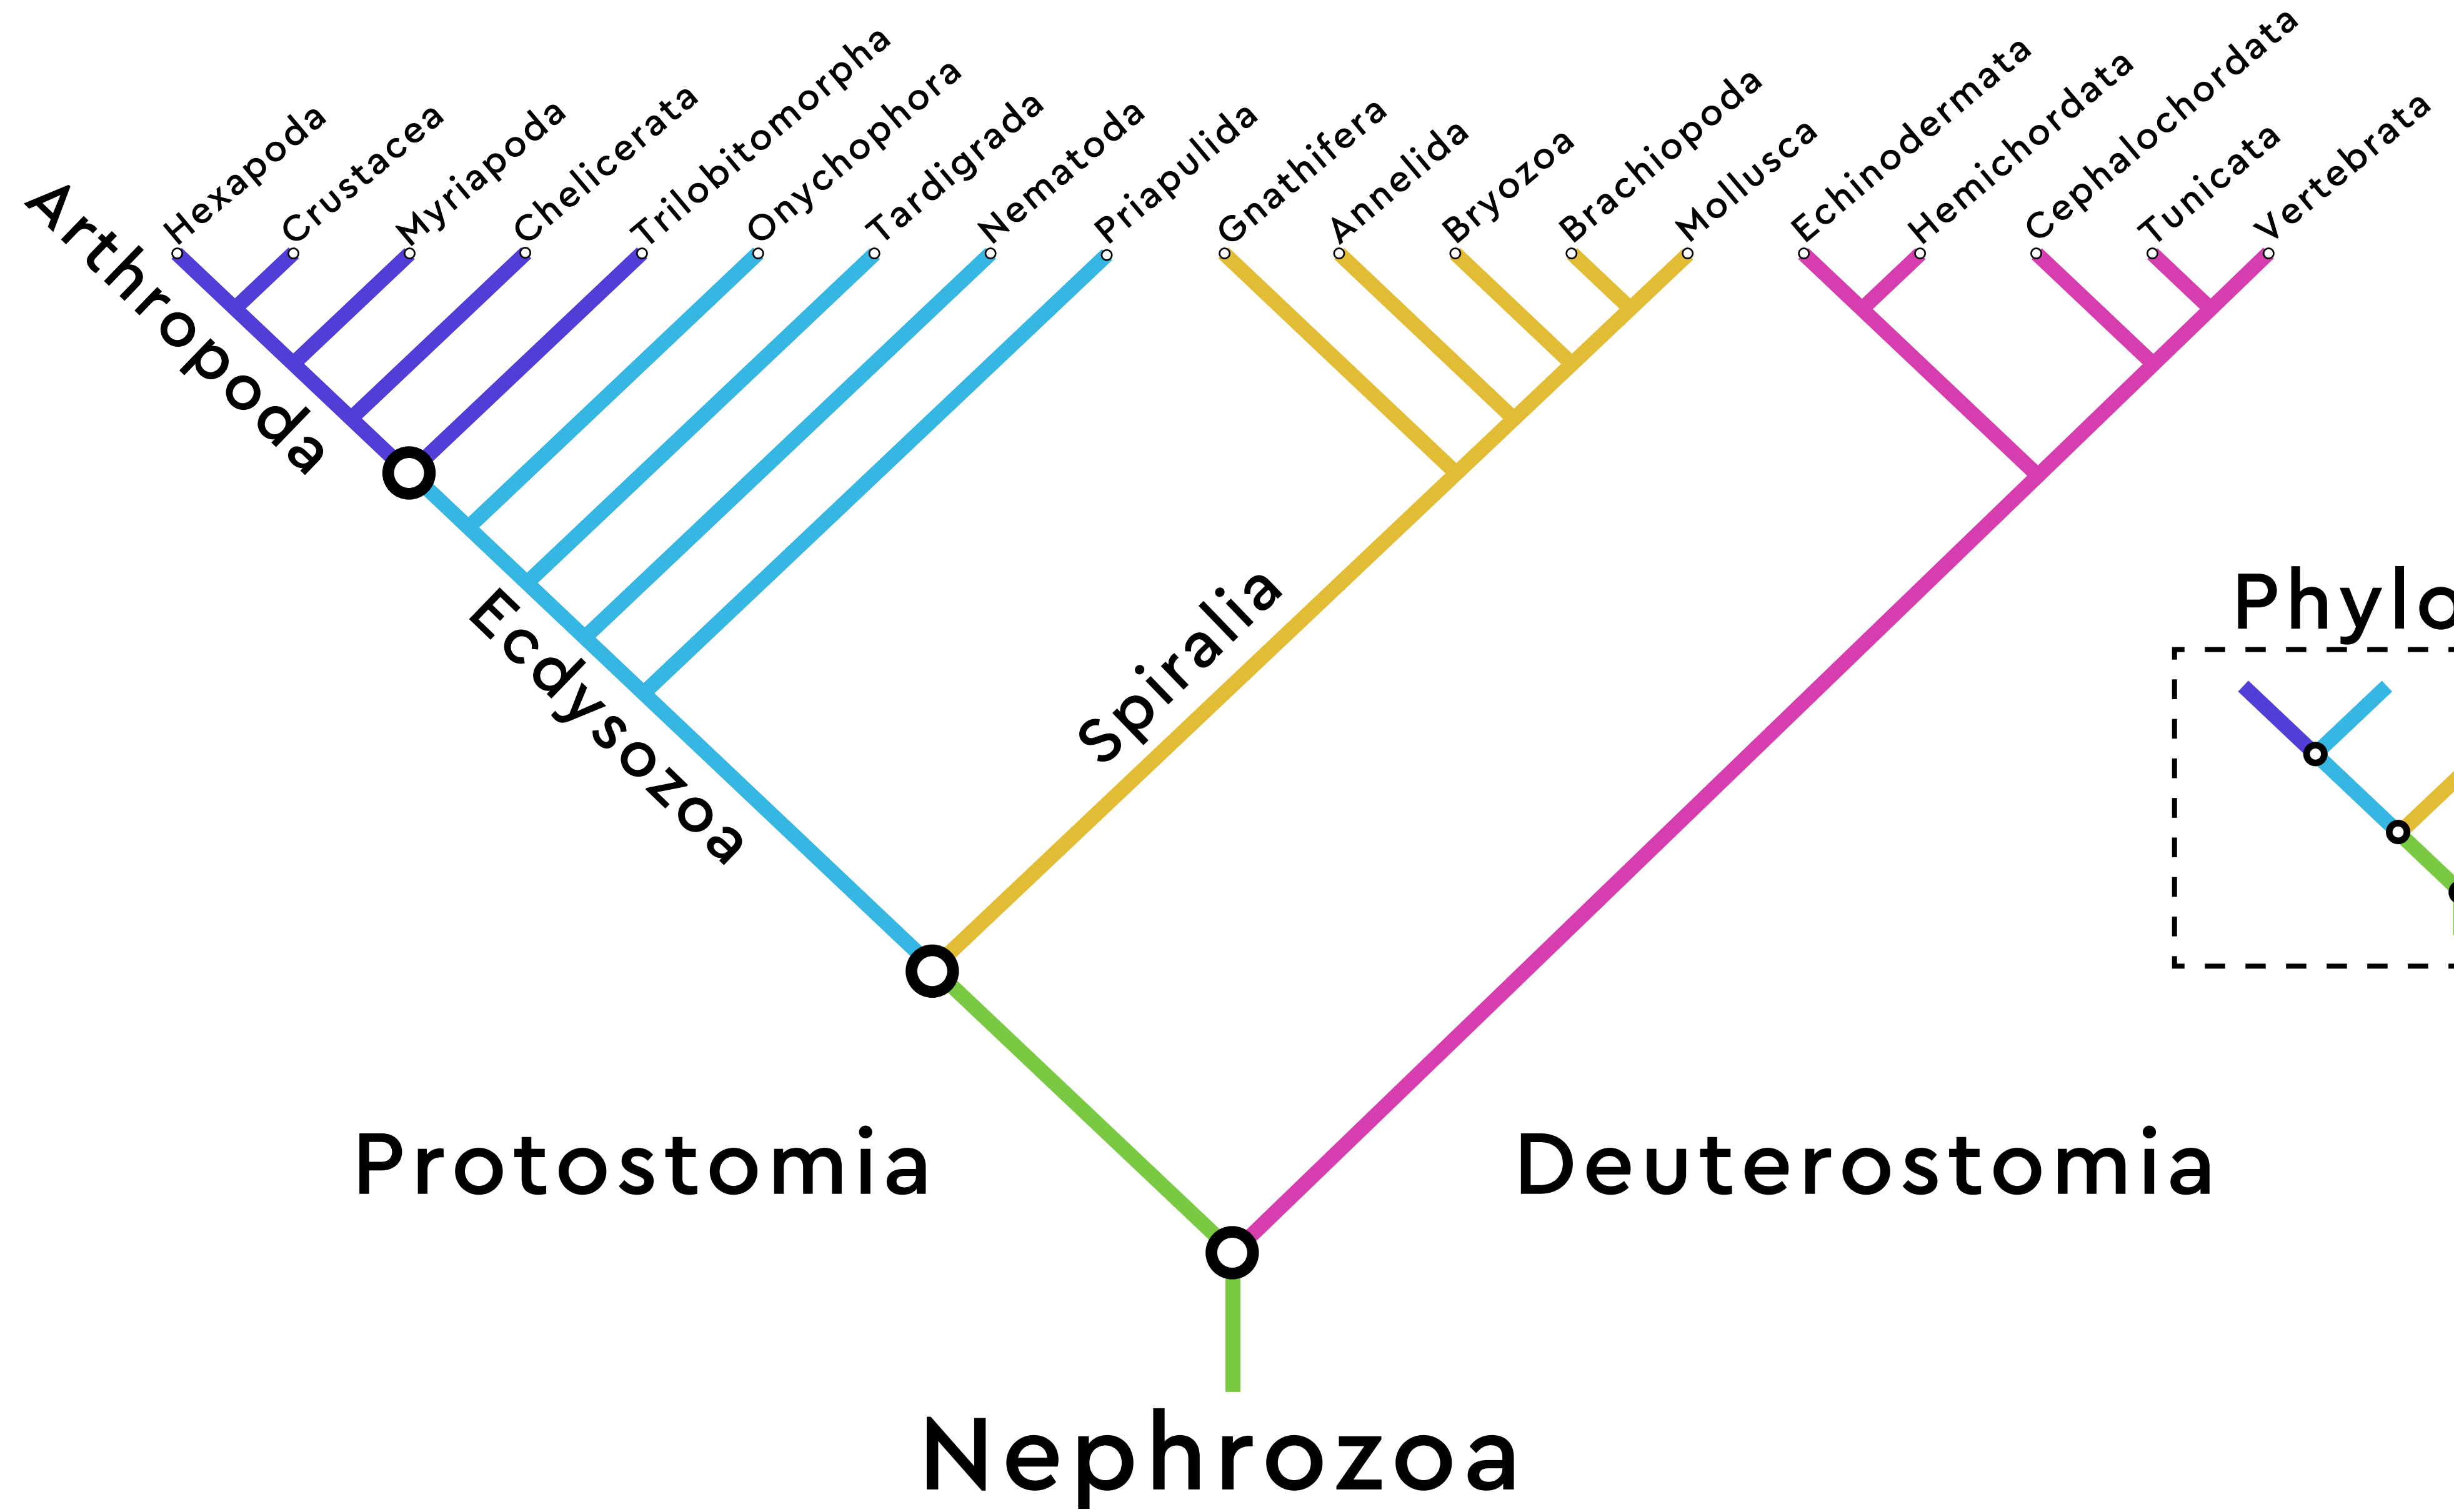 Hexapoda
Crustacea
Myriapoda
Chelicerata
Trilobitomorpha
Onychophora
Tardigrada
Nematoda
Priapulida
Gnathifera
Annelida
Bryozoa
Brachiopoda
Mollusca
Echinodermata
Hemichordata
Cephalochordata
Tunicata
Vertebrata
Arthropoda
Ecdysozoa
Spiralia
Phylo
Protostomia
Deuterostomia
Nephrozoa